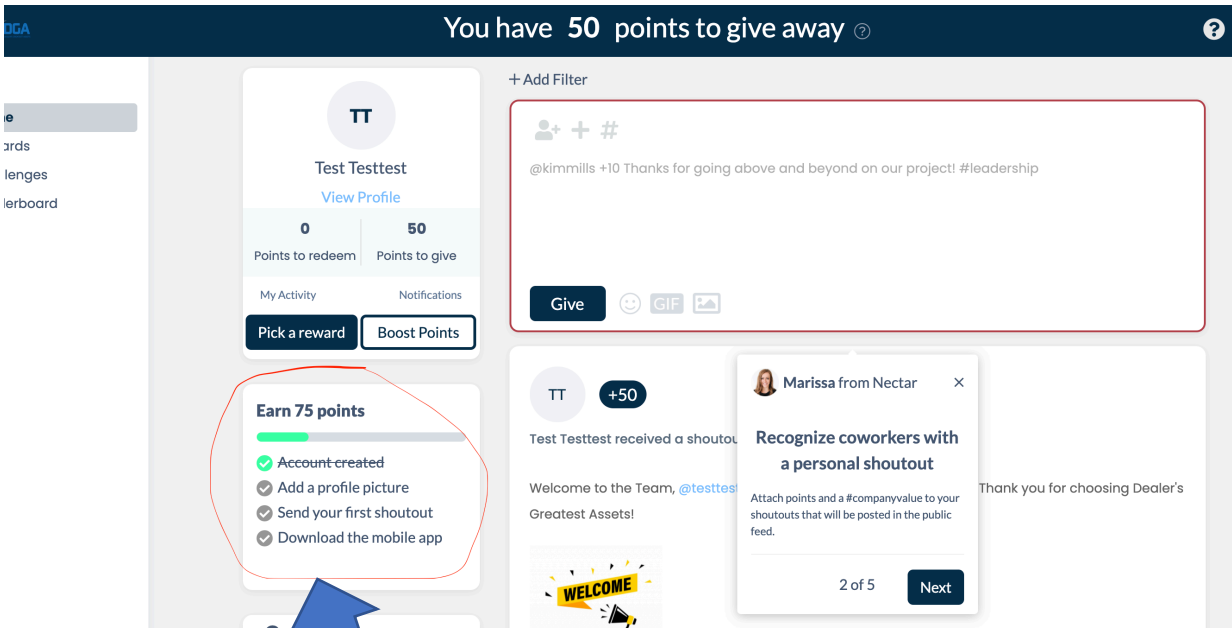 DGA
You have 50 points to give away
ards
lenges
lerboard
TT
Test Testtest
View Profile
0
50
Points to redeem
Points to give
My Activity
Notifications
Pick a reward
Boost Points
Earn 75 points
Account created
Add a profile picture
Send your first shoutout
Download the mobile app
+ Add Filter
+ #
@kimmills +10 Thanks for going above and beyond on our project! #leadership
Give
GIF
TT
+50
Test Testtest received a shoutou
Welcome to the Team, @testtest
Thank you for choosing Dealer's
Greatest Assets!
WELCOME
Marissa from Nectar
Recognize coworkers with
a personal shoutout
Attach points and a #companyvalue to your
shoutouts that will be posted in the public
feed.
2 of 5
Next